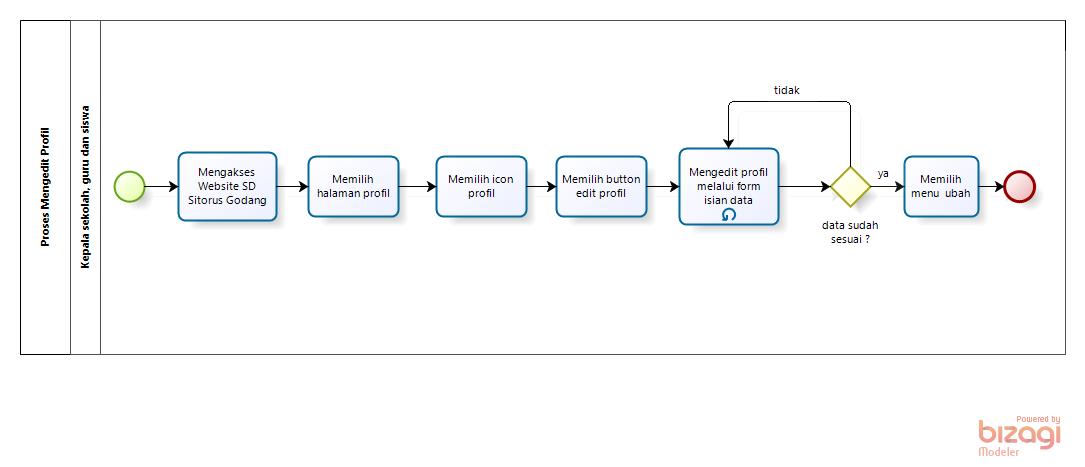 Proses Mengedit Profil
Kepala sekolah, guru dan siswa
Mengakses
Website SD
Sitorus Godang
Memilih
halaman profil
Memilih icon
profil
Memilih button
edit profil
Mengedit profil
melalui form
isian data
tidak
data sudah
sesuai ?
ya
Memilih
menu ubah
Powered by
bizagi
Modeler